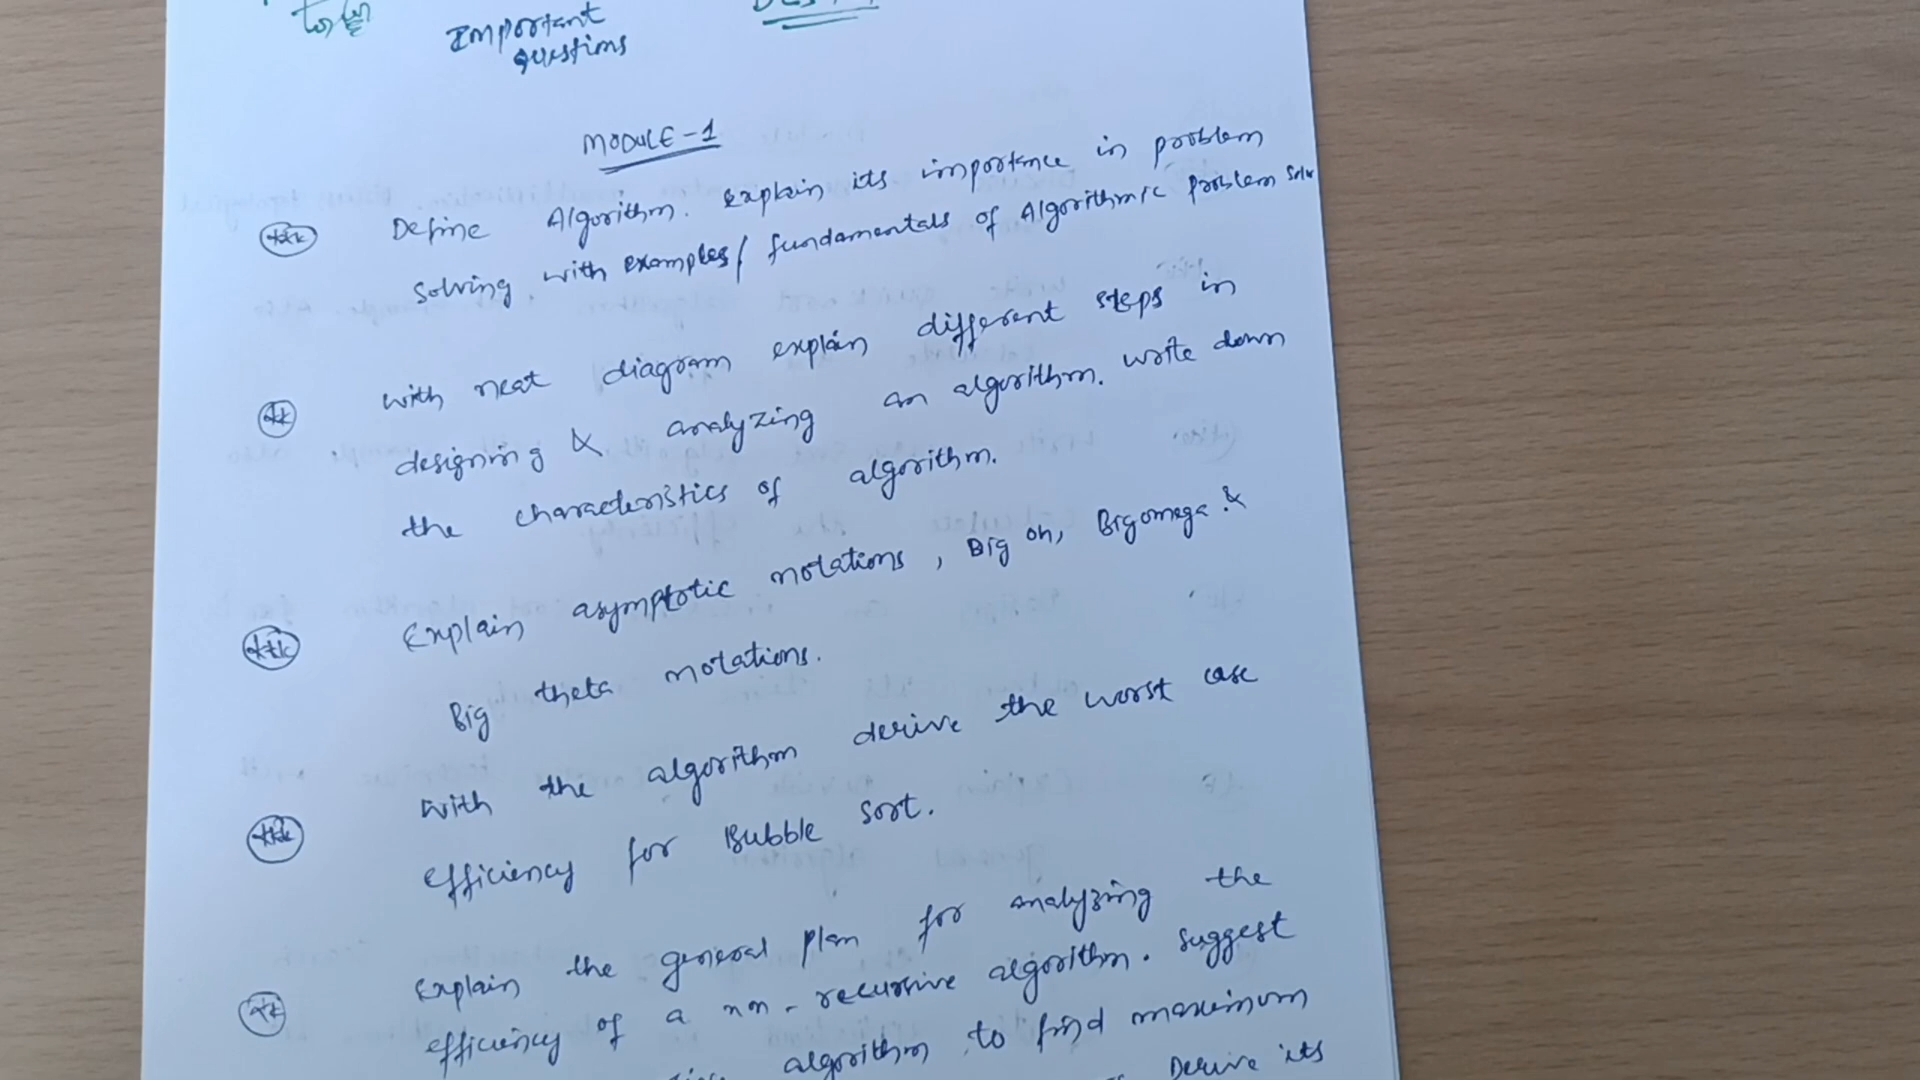 Important
questions
MODULE-1
Define Algorithm. explain its importance in problem
solving with examples/ fundamentals of Algorithmic problem solv
with neat diagram explain different steps in
designing & analyzing an algorithm. write down
the characteristics of algorithm.
Explain asymptotic notations, Big oh, Big omega &
Big theta notations.
with the algorithm derive the worst case
efficiency for Bubble sort.
Explain the general plan for analyzing the
efficiency of a non-recursive algorithm. suggest
algorithm to find maximum
Derive its